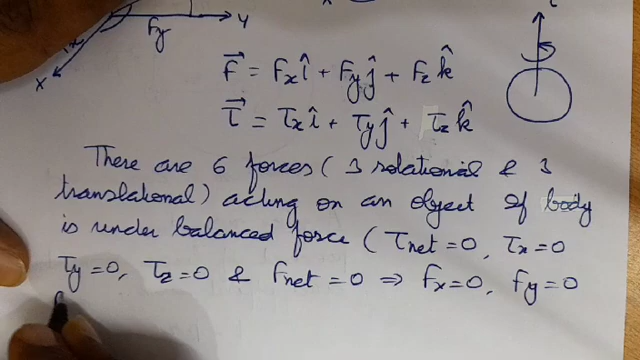 y
Fy
x
F⃗ = Fx î + Fy ĵ + Fz k̂
τ⃗ = τx î + τy ĵ + τz k̂
There are 6 forces (3 rotational & 3
translational) acting on an object If body
is under balanced force (τnet = 0, τx = 0
τy = 0, τz = 0 & Fnet = 0 ⇒ Fx = 0, Fy = 0